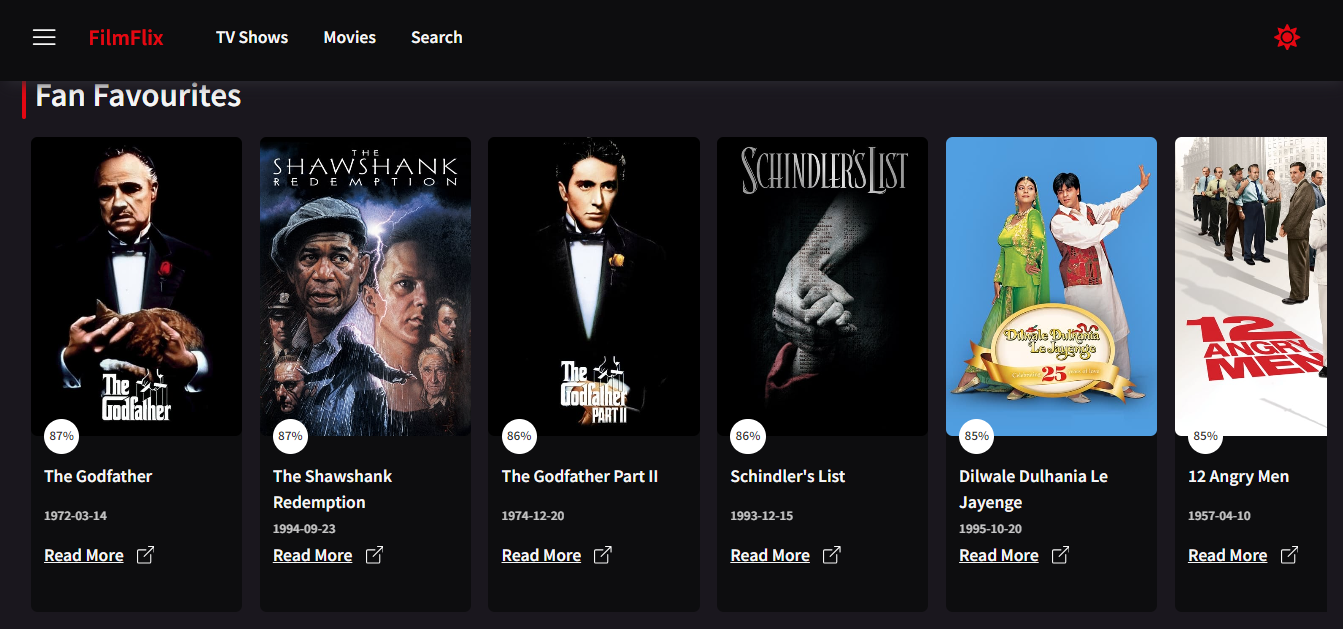 FilmFlix
TV Shows
Movies
Search
Fan Favourites
The
Godfather
87%
The Godfather
1972-03-14
Read More
THE
SHAWSHANK
REDEMPTION
87%
The Shawshank
Redemption
1994-09-23
Read More
The
Godfather
PART II
86%
The Godfather Part II
1974-12-20
Read More
SCHINDLER'S LIST
86%
Schindler's List
1993-12-15
Read More
Dilwale Dulhania
Le Jayenge
25
85%
Dilwale Dulhania Le
Jayenge
1995-10-20
Read More
12
ANGRY
MEN
85%
12 Angry Men
1957-04-10
Read More